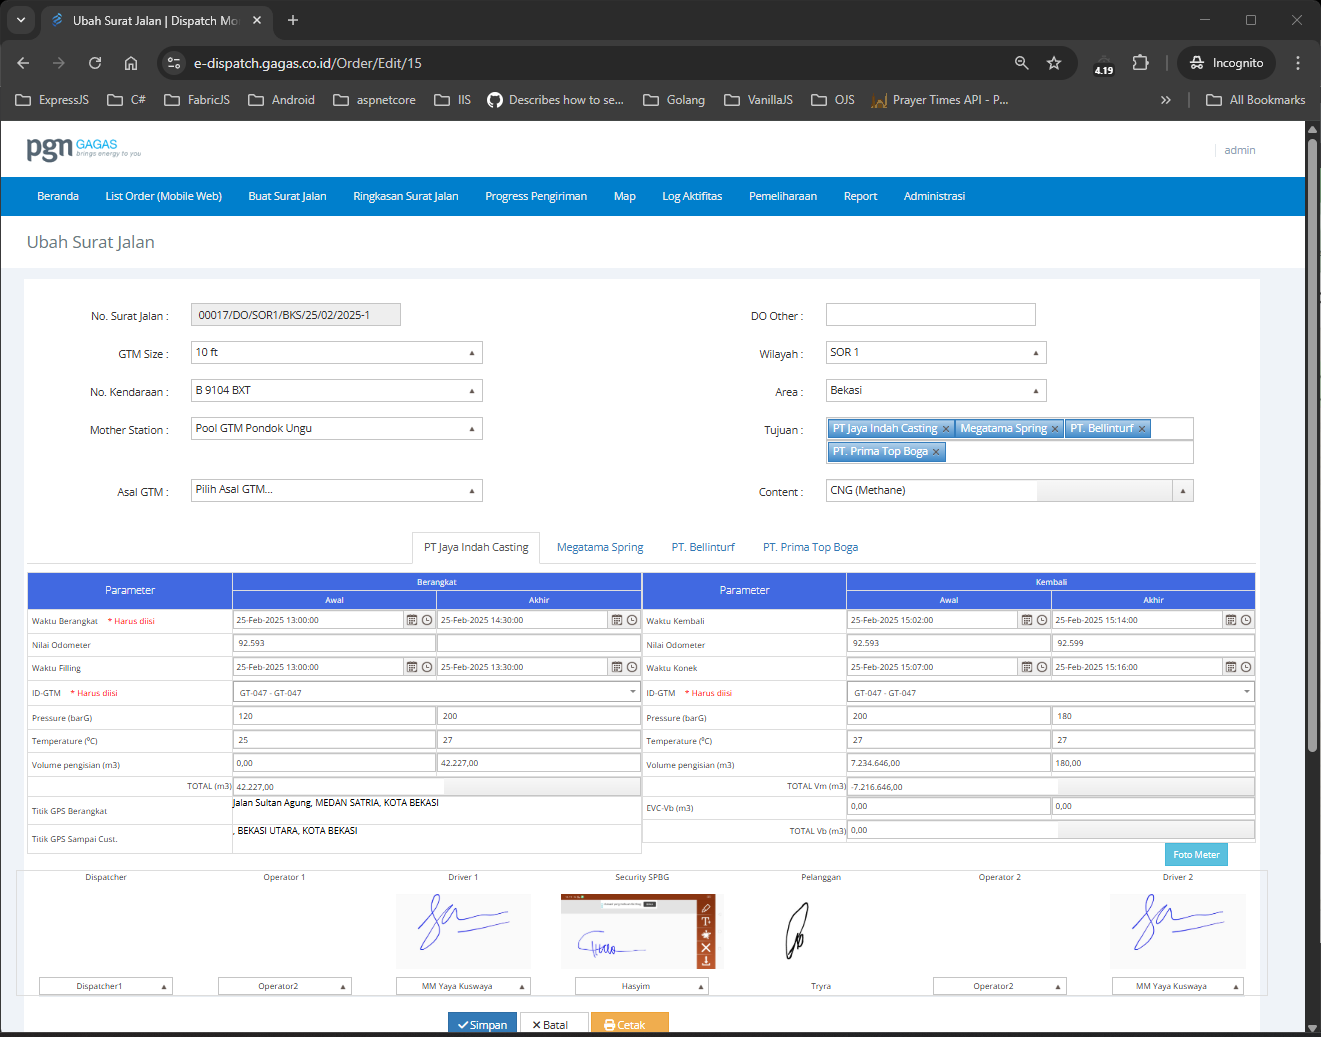 Ubah Surat Jalan | Dispatch Mo
e-dispatch.gagas.co.id/Order/Edit/15
4.19
Incognito
ExpressJS C# FabricJS Android aspnetcore IIS Describes how to se... Golang VanillaJS OJS Prayer Times API - P... » All Bookmarks
pgn GAGAS
brings energy to you
admin
Beranda List Order (Mobile Web) Buat Surat Jalan Ringkasan Surat Jalan Progress Pengiriman Map Log Aktifitas Pemeliharaan Report Administrasi
Ubah Surat Jalan
No. Surat Jalan : 00017/DO/SOR1/BKS/25/02/2025-1 DO Other :
GTM Size : 10 ft Wilayah : SOR 1
No. Kendaraan : B 9104 BXT Area : Bekasi
Mother Station : Pool GTM Pondok Ungu Tujuan : PT Jaya Indah Casting × Megatama Spring × PT. Bellinturf ×
PT. Prima Top Boga ×
Asal GTM : Pilih Asal GTM... Content : CNG (Methane)
PT Jaya Indah Casting Megatama Spring PT. Bellinturf PT. Prima Top Boga
Parameter Berangkat Parameter Kembali
Awal Akhir Awal Akhir
Waktu Berangkat * Harus diisi 25-Feb-2025 13:00:00 25-Feb-2025 14:30:00 Waktu Kembali 25-Feb-2025 15:02:00 25-Feb-2025 15:14:00
Nilai Odometer 92.593 Nilai Odometer 92.593 92.599
Waktu Filling 25-Feb-2025 13:00:00 25-Feb-2025 13:30:00 Waktu Konek 25-Feb-2025 15:07:00 25-Feb-2025 15:16:00
ID-GTM * Harus diisi GT-047 - GT-047 ID-GTM * Harus diisi GT-047 - GT-047
Pressure (barG) 120 200 Pressure (barG) 200 180
Temperature (°C) 25 27 Temperature (°C) 27 27
Volume pengisian (m3) 0,00 42.227,00 Volume pengisian (m3) 7.234.646,00 180,00
TOTAL (m3) 42.227,00 TOTAL Vm (m3) -7.216.646,00
Titik GPS Berangkat Jalan Sultan Agung, MEDAN SATRIA, KOTA BEKASI EVC-Vb (m3) 0,00 0,00
Titik GPS Sampai Cust. , BEKASI UTARA, KOTA BEKASI TOTAL Vb (m3) 0,00
Foto Meter
Dispatcher Operator 1 Driver 1 Security SPBG Pelanggan Operator 2 Driver 2
Dispatcher1 Operator2 MM Yaya Kuswaya Hasyim Tryra Operator2 MM Yaya Kuswaya
Simpan Batal Cetak